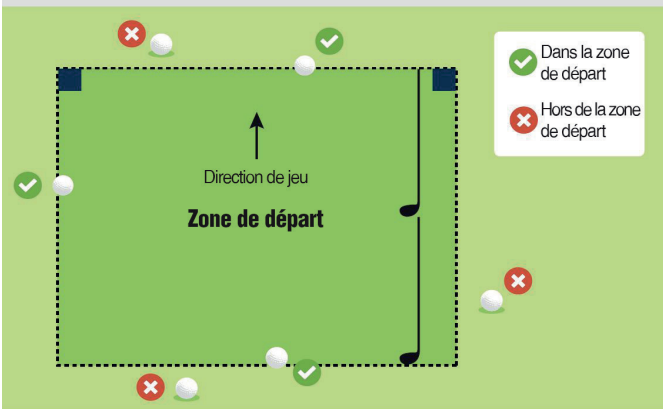 Dans la zone
de départ
Hors de la zone
de départ
Direction de jeu
Zone de départ